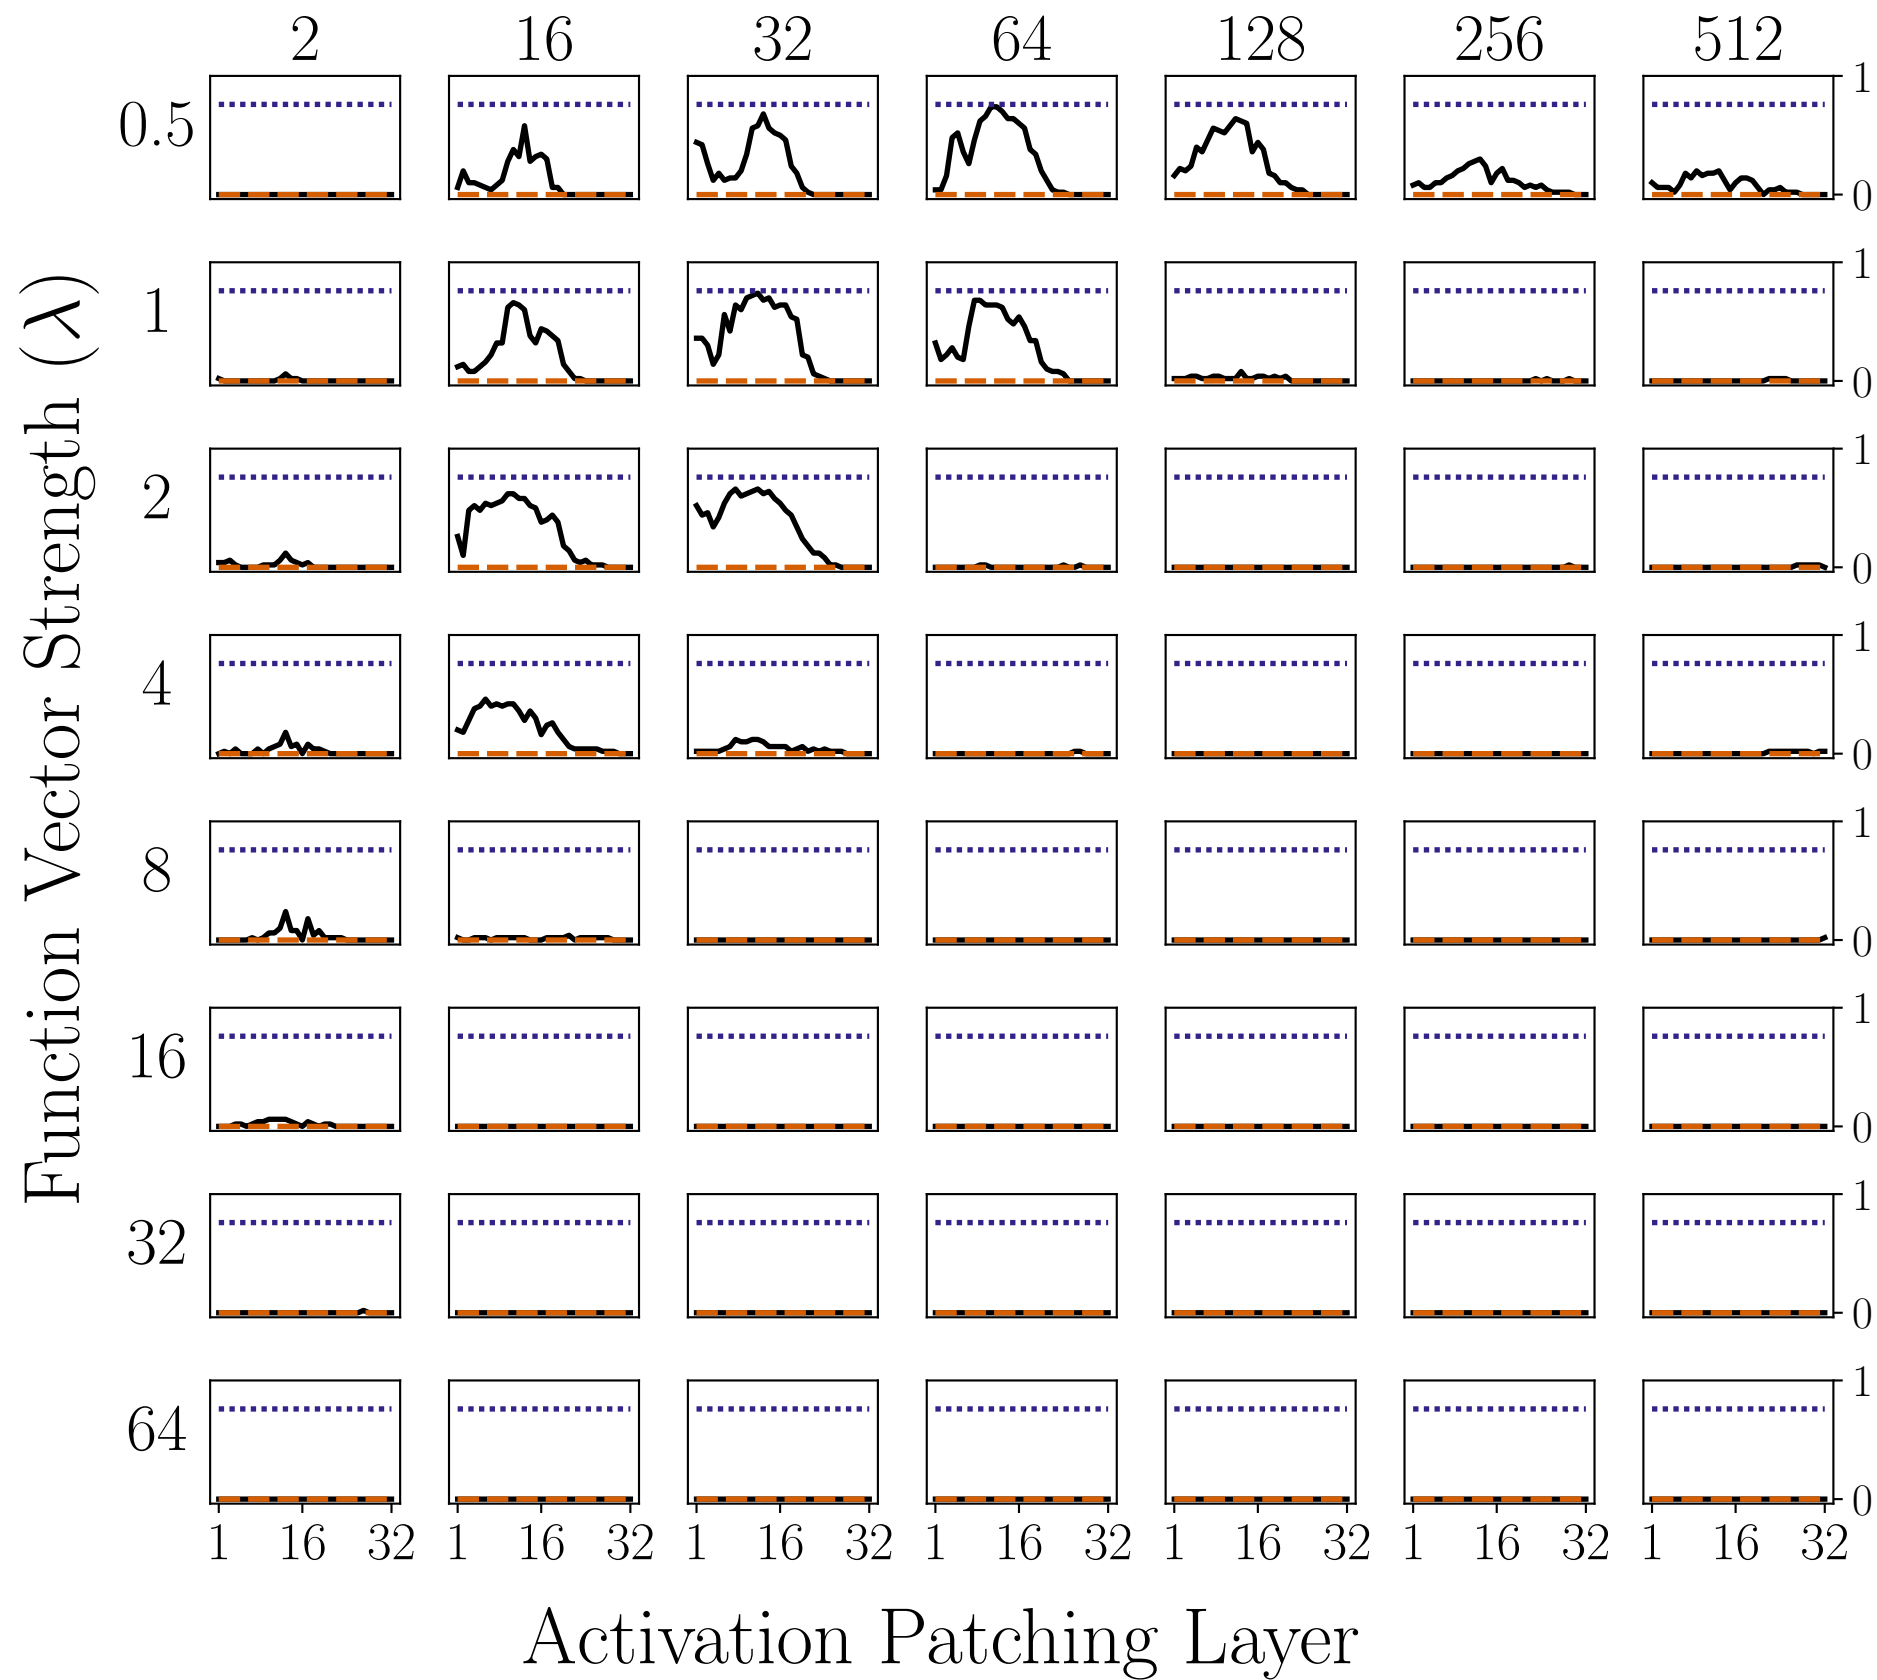 2 16 32 64 128 256 512
0.5 1 0
1 1 0
2 1 0
4 1 0
8 1 0
16 1 0
32 1 0
64 1 0
Function Vector Strength (λ)
1 16 32 1 16 32 1 16 32 1 16 32 1 16 32 1 16 32 1 16 32
Activation Patching Layer